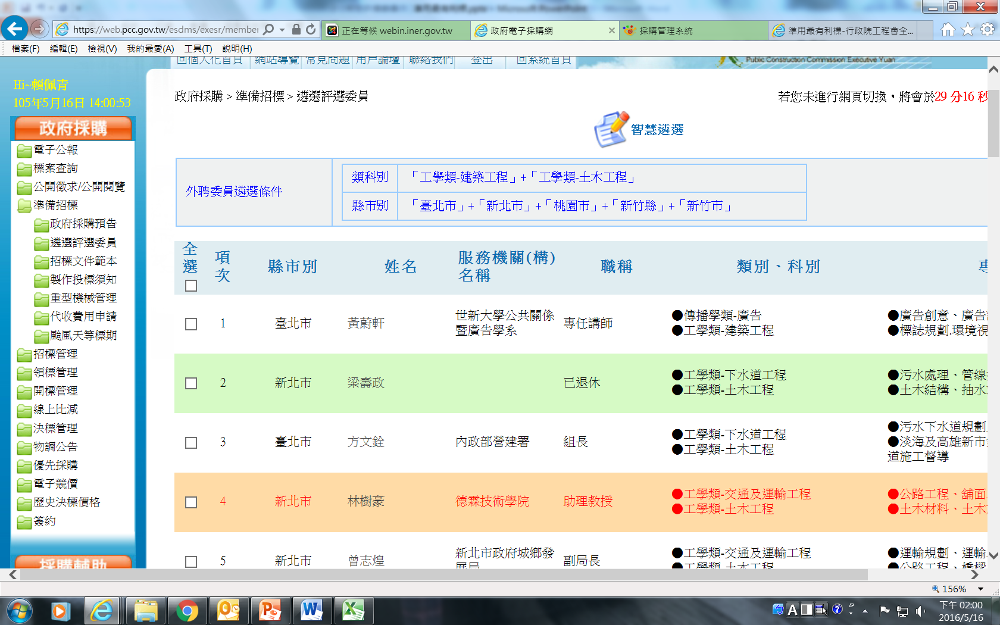 https://web.pcc.gov.tw/esdms/exesr/member
正在等候 webin.iner.gov.tw
政府電子採購網
採購管理系統
準用最有利標-行政院工程會全...
檔案(F) 編輯(E) 檢視(V) 我的最愛(A) 工具(T) 說明(H)
回個人化首頁 網站導覽 常見問題 用戶論壇 聯絡我們 登出 回系統首頁
Public Construction Commission Executive Yuan
Hi~賴佩青
105年5月16日 14:00:53
政府採購
電子公報
標案查詢
公開徵求/公開閱覽
準備招標
政府採購預告
遴選評選委員
招標文件範本
製作投標須知
重型機械管理
代收費用申請
颱風天等標期
招標管理
領標管理
開標管理
線上比減
決標管理
物調公告
優先採購
電子競價
歷史決標價格
簽約
採購輔助
政府採購 > 準備招標 > 遴選評選委員
若您未進行網頁切換，將會於29 分16 秒
智慧遴選
外聘委員遴選條件
類科別 「工學類-建築工程」+「工學類-土木工程」
縣市別 「臺北市」+「新北市」+「桃園市」+「新竹縣」+「新竹市」
全選 項次 縣市別 姓名 服務機關(構)名稱 職稱 類別、科別 專
1 臺北市 黃蔚軒 世新大學公共關係暨廣告學系 專任講師 ●傳播學類-廣告 ●廣告創意、廣告
●工學類-建築工程 ●標誌規劃.環境視
2 新北市 梁壽政 已退休 ●工學類-下水道工程 ●污水處理、管線
●工學類-土木工程 ●土木結構、抽水
3 臺北市 方文銓 內政部營建署 組長 ●工學類-下水道工程 ●污水下水道規劃
●工學類-土木工程 ●淡海及高雄新市
道施工督導
4 新北市 林樹豪 德霖技術學院 助理教授 ●工學類-交通及運輸工程 ●公路工程、舖面
●工學類-土木工程 ●土木材料、土木
5 新北市 曾志煌 新北市政府城鄉發展局 副局長 ●工學類-交通及運輸工程 ●運輸規劃、運輸
●工學類-土木工程 ●公路工程、橋樑
156%
下午 02:00
2016/5/16